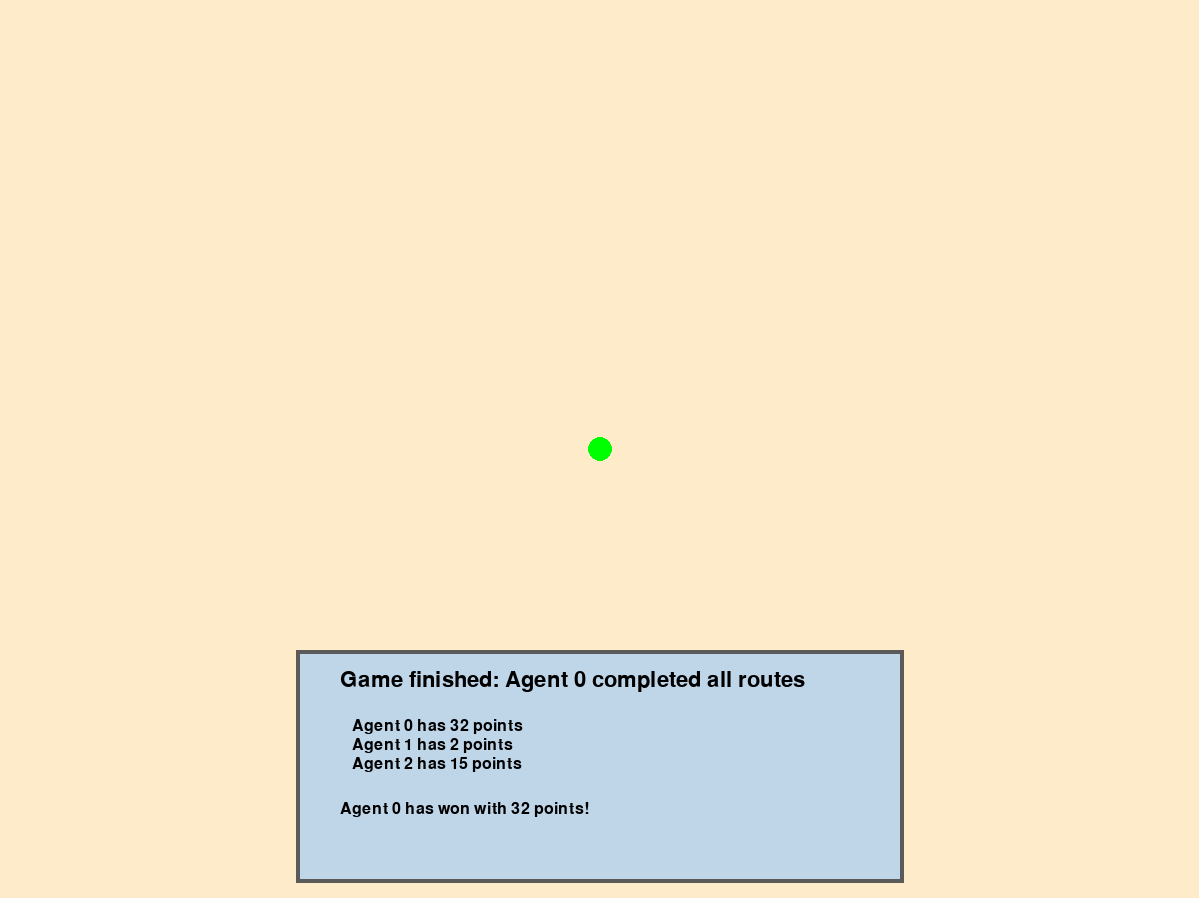 Game finished: Agent 0 completed all routes
Agent 0 has 32 points
Agent 1 has 2 points
Agent 2 has 15 points
Agent 0 has won with 32 points!